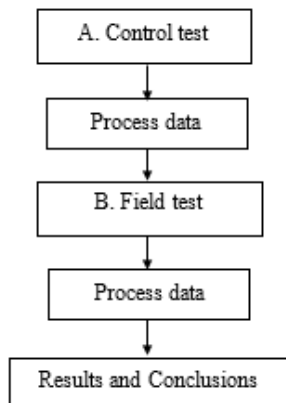 A. Control test
Process data
B. Field test
Process data
Results and Conclusions